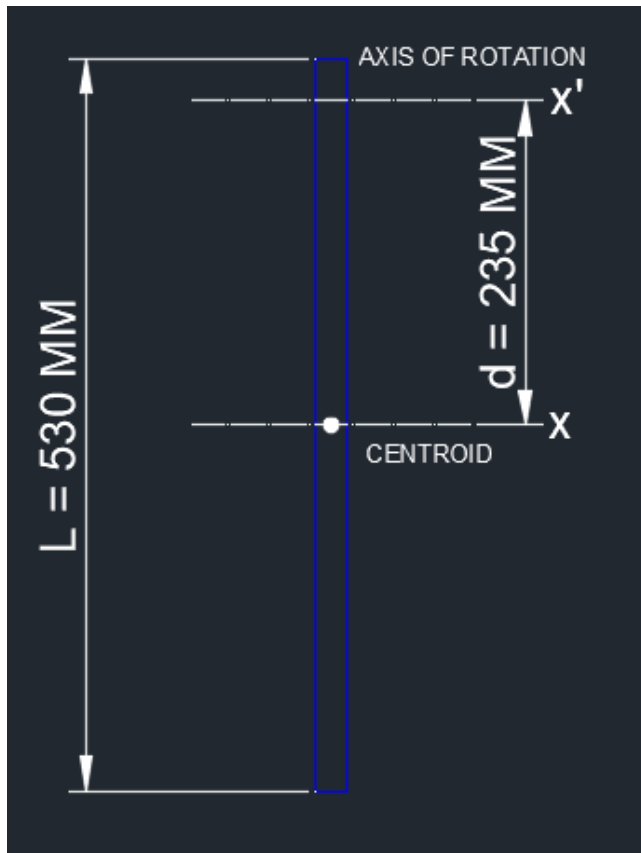 AXIS OF ROTATION
X'
d = 235 MM
L = 530 MM
X
CENTROID